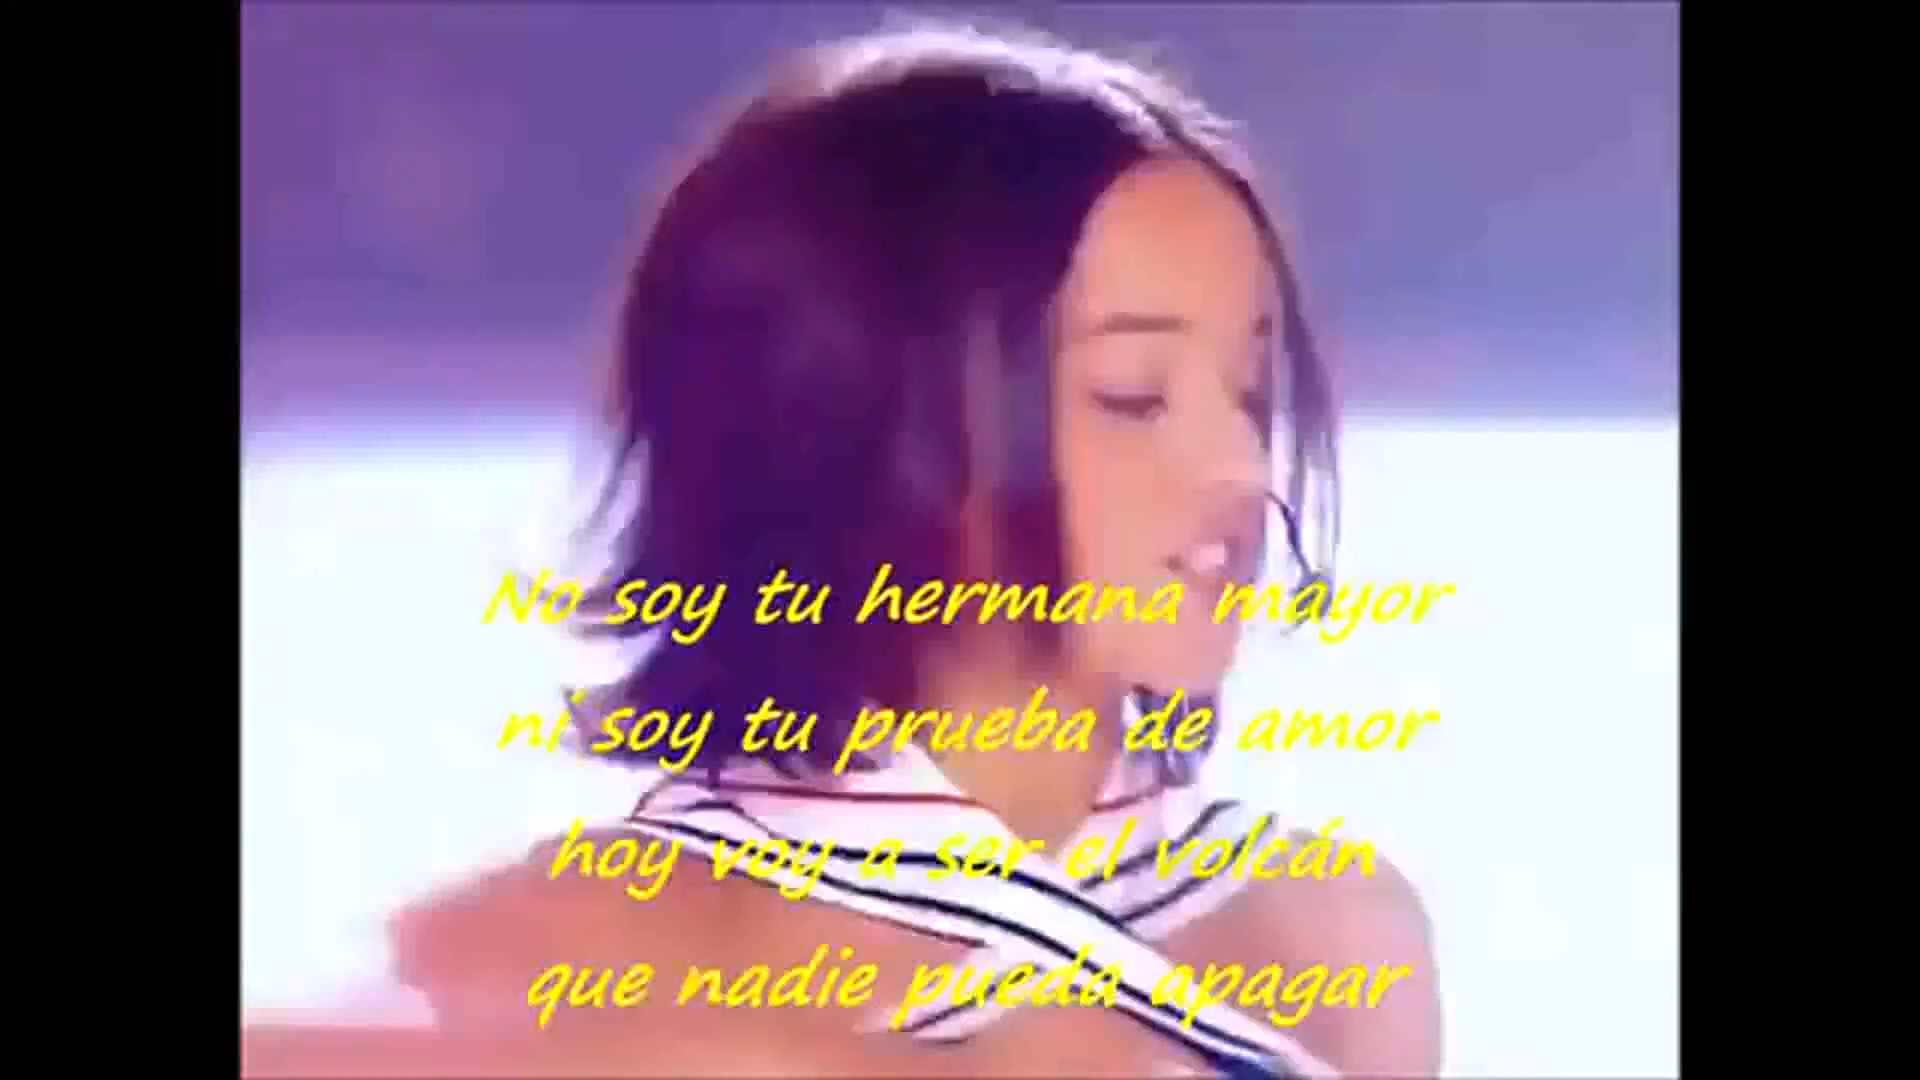 No soy tu hermana mayor
ni soy tu prueba de amor
hoy voy a ser el volcán
que nadie pueda apagar